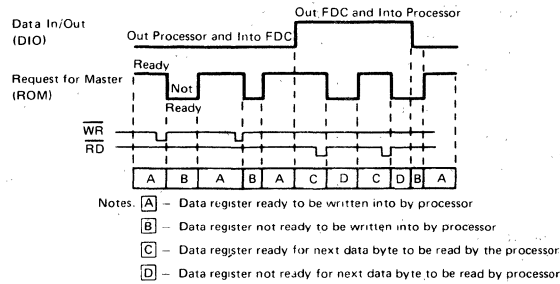 Data In/Out
(DIO)
Out FDC and Into Processor
Out Processor and Into FDC
Request for Master
(ROM)
Ready
Not
Ready
WR
RD
A B A B A C D C D B A
Notes. A – Data register ready to be written into by processor
B – Data register not ready to be written into by processor
C – Data register ready for next data byte to be read by the processor
D – Data register not ready for next data byte to be read by processor